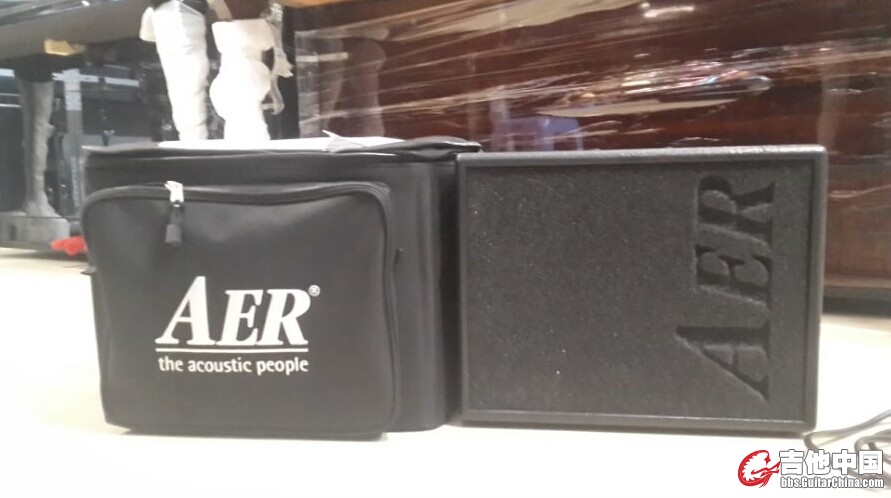 AER®
the acoustic people
AER
吉他中国
bbs.GuitarChina.com